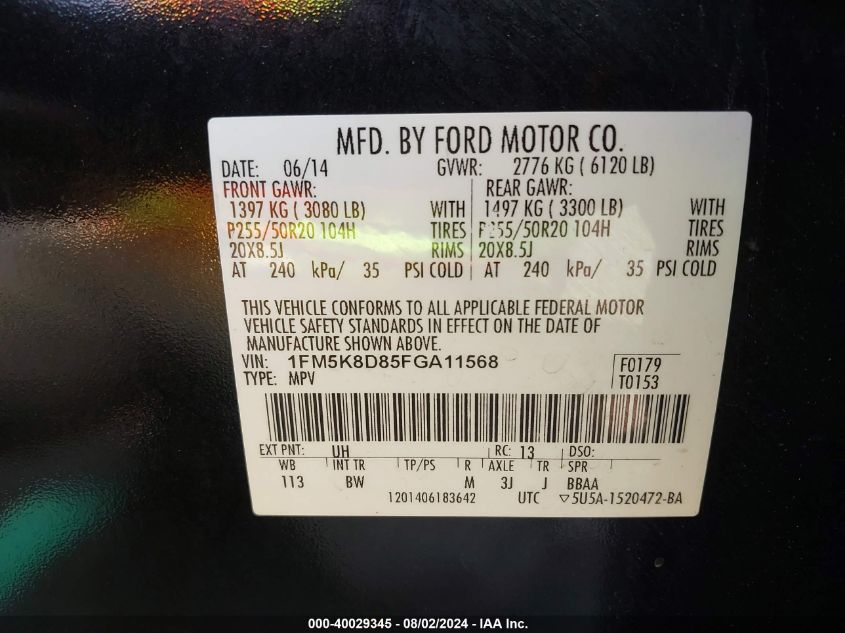 MFD. BY FORD MOTOR CO.
DATE: 06/14 GVWR: 2776 KG ( 6120 LB)
FRONT GAWR: REAR GAWR:
1397 KG ( 3080 LB) WITH 1497 KG ( 3300 LB) WITH
P255/50R20 104H TIRES P255/50R20 104H TIRES
20X8.5J RIMS 20X8.5J RIMS
AT 240 kPa/ 35 PSI COLD AT 240 kPa/ 35 PSI COLD
THIS VEHICLE CONFORMS TO ALL APPLICABLE FEDERAL MOTOR
VEHICLE SAFETY STANDARDS IN EFFECT ON THE DATE OF
MANUFACTURE SHOWN ABOVE.
VIN: 1FM5K8D85FGA11568 F0179
TYPE: MPV T0153
EXT PNT: UH RC: 13 DSO:
WB INT TR TP/PS R AXLE TR SPR
113 BW M 3J J BBAA
1201406183642 UTC ▽5U5A-1520472-BA
000-40029345 - 08/02/2024 - IAA Inc.